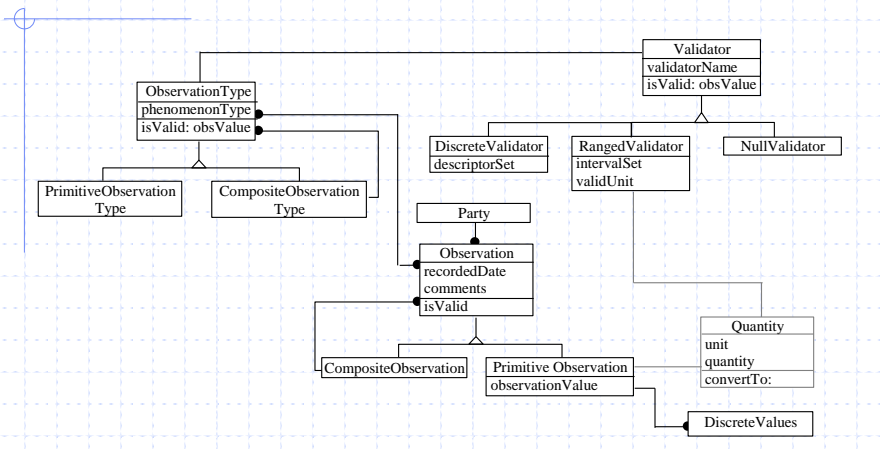 Validator
validatorName
isValid: obsValue
ObservationType
phenomenonType
isValid: obsValue
DiscreteValidator
descriptorSet
RangedValidator
intervalSet
validUnit
NullValidator
PrimitiveObservation
Type
CompositeObservation
Type
Party
Observation
recordedDate
comments
isValid
Quantity
unit
quantity
convertTo:
CompositeObservation
Primitive Observation
observationValue
DiscreteValues